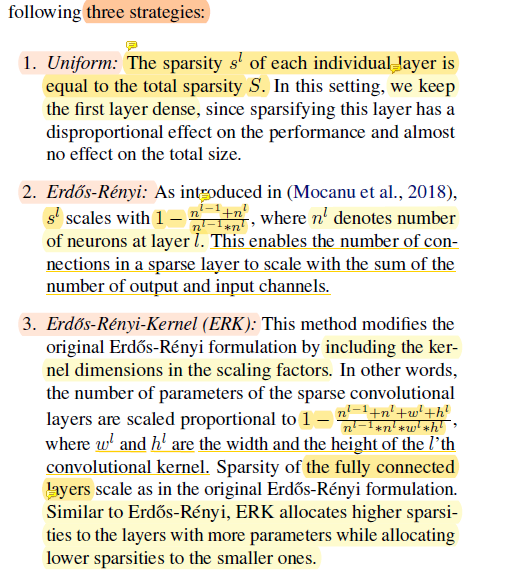 following three strategies:
1. Uniform: The sparsity s^l of each individual layer is
equal to the total sparsity S. In this setting, we keep
the first layer dense, since sparsifying this layer has a
disproportional effect on the performance and almost
no effect on the total size.
2. Erdős-Rényi: As introduced in (Mocanu et al., 2018),
s^l scales with 1 − \frac{n^{l-1}+n^l}{n^{l-1}*n^l}, where n^l denotes number
of neurons at layer l. This enables the number of con-
nections in a sparse layer to scale with the sum of the
number of output and input channels.
3. Erdős-Rényi-Kernel (ERK): This method modifies the
original Erdős-Rényi formulation by including the ker-
nel dimensions in the scaling factors. In other words,
the number of parameters of the sparse convolutional
layers are scaled proportional to 1 − \frac{n^{l-1}+n^l+w^l+h^l}{n^{l-1}*n^l*w^l*h^l},
where w^l and h^l are the width and the height of the l'th
convolutional kernel. Sparsity of the fully connected
layers scale as in the original Erdős-Rényi formulation.
Similar to Erdős-Rényi, ERK allocates higher sparsi-
ties to the layers with more parameters while allocating
lower sparsities to the smaller ones.